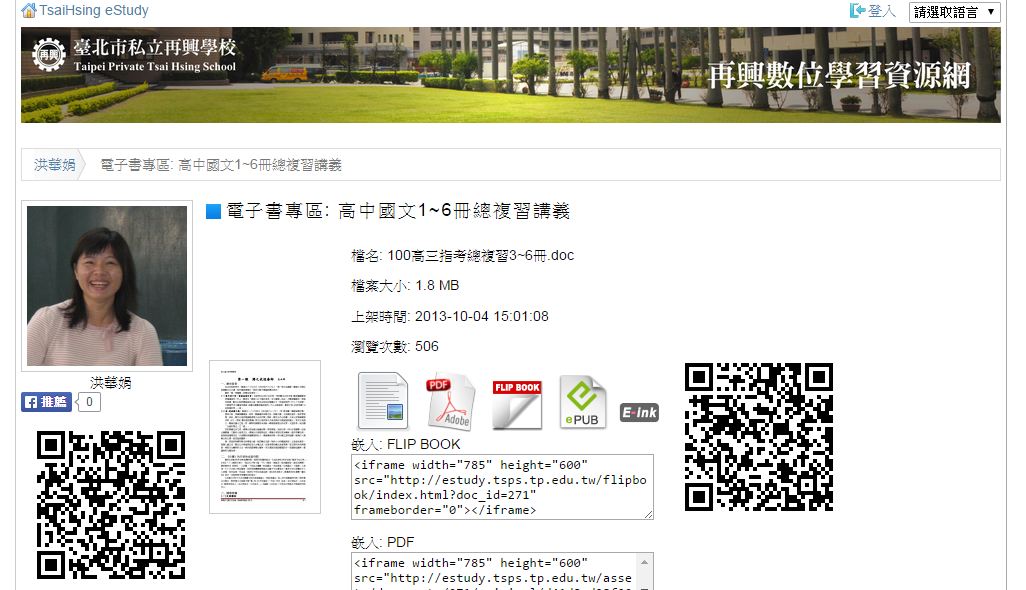 TsaiHsing eStudy
登入
請選取語言
再興
臺北市私立再興學校
Taipei Private Tsai Hsing School
再興數位學習資源網
洪華娟
電子書專區: 高中國文1~6冊總複習講義
電子書專區: 高中國文1~6冊總複習講義
檔名: 100高三指考總複習3~6冊.doc
檔案大小: 1.8 MB
上架時間: 2013-10-04 15:01:08
瀏覽次數: 506
洪華娟
推薦 0
PDF
Adobe
FLIP BOOK
ePUB
E-ink
嵌入: FLIP BOOK
<iframe width="785" height="600"
src="http://estudy.tsps.tp.edu.tw/flipbo
ok/index.html?doc_id=271"
frameborder="0"></iframe>
嵌入: PDF
<iframe width="785" height="600"
src="http://estudy.tsps.tp.edu.tw/asse